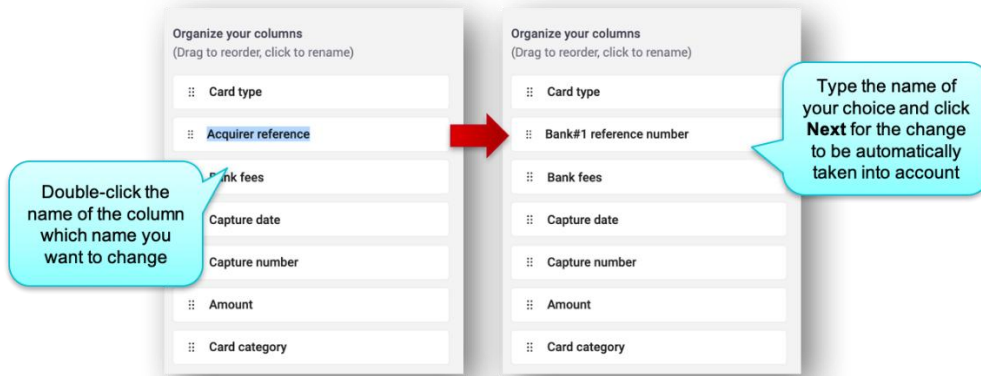 Organize your columns
(Drag to reorder, click to rename)
Card type
Acquirer reference
Bank fees
Capture date
Capture number
Amount
Card category
Double-click the
name of the column
which name you
want to change
Organize your columns
(Drag to reorder, click to rename)
Card type
Bank#1 reference number
Bank fees
Capture date
Capture number
Amount
Card category
Type the name of
your choice and click
Next for the change
to be automatically
taken into account